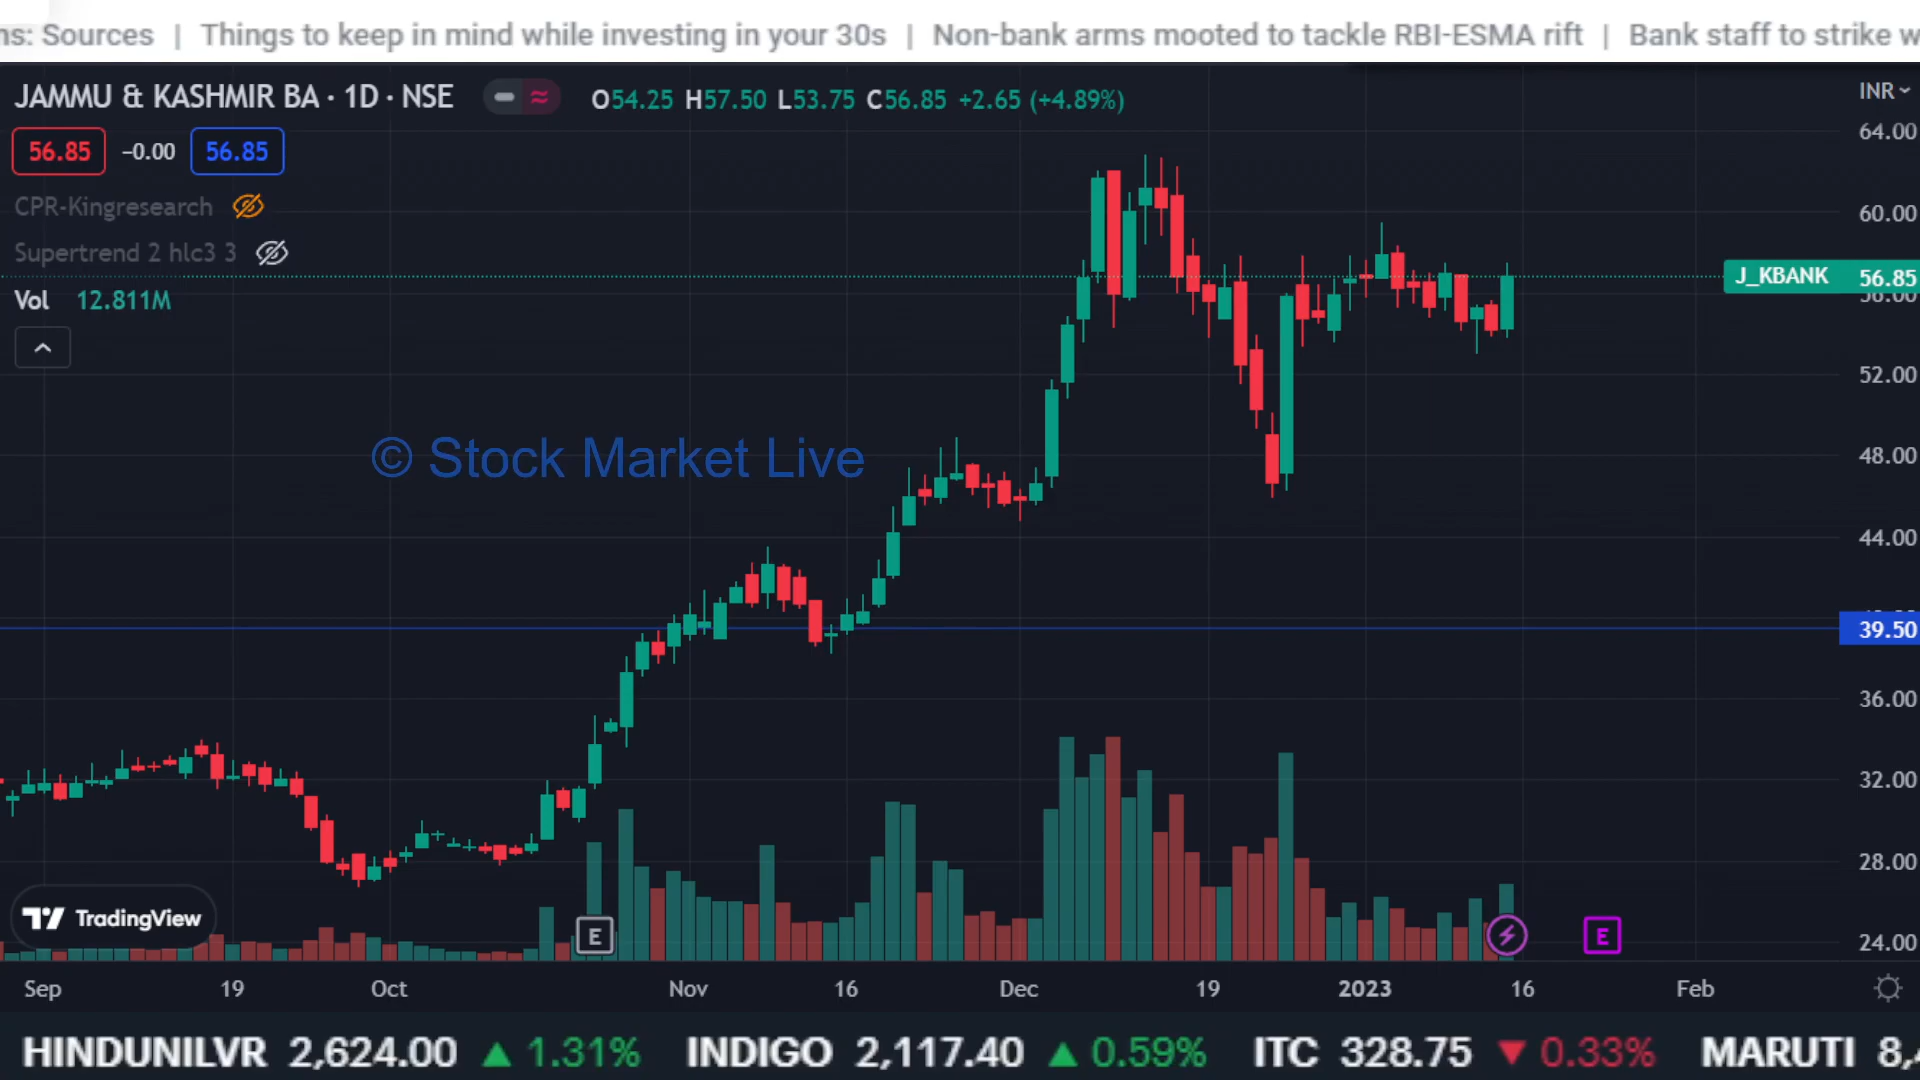 ns: Sources | Things to keep in mind while investing in your 30s | Non-bank arms mooted to tackle RBI-ESMA rift | Bank staff to strike w
JAMMU & KASHMIR BA · 1D · NSE O54.25 H57.50 L53.75 C56.85 +2.65 (+4.89%)
INR
56.85 −0.00 56.85
CPR-Kingresearch
Supertrend 2 hlc3 3
Vol 12.811M
64.00
60.00
J_KBANK 56.85
56.00
52.00
48.00
44.00
39.50
36.00
32.00
28.00
24.00
© Stock Market Live
TradingView
E
E
Sep 19 Oct Nov 16 Dec 19 2023 16 Feb
HINDUNILVR 2,624.00 ▲ 1.31% INDIGO 2,117.40 ▲ 0.59% ITC 328.75 ▼ 0.33% MARUTI 8,4